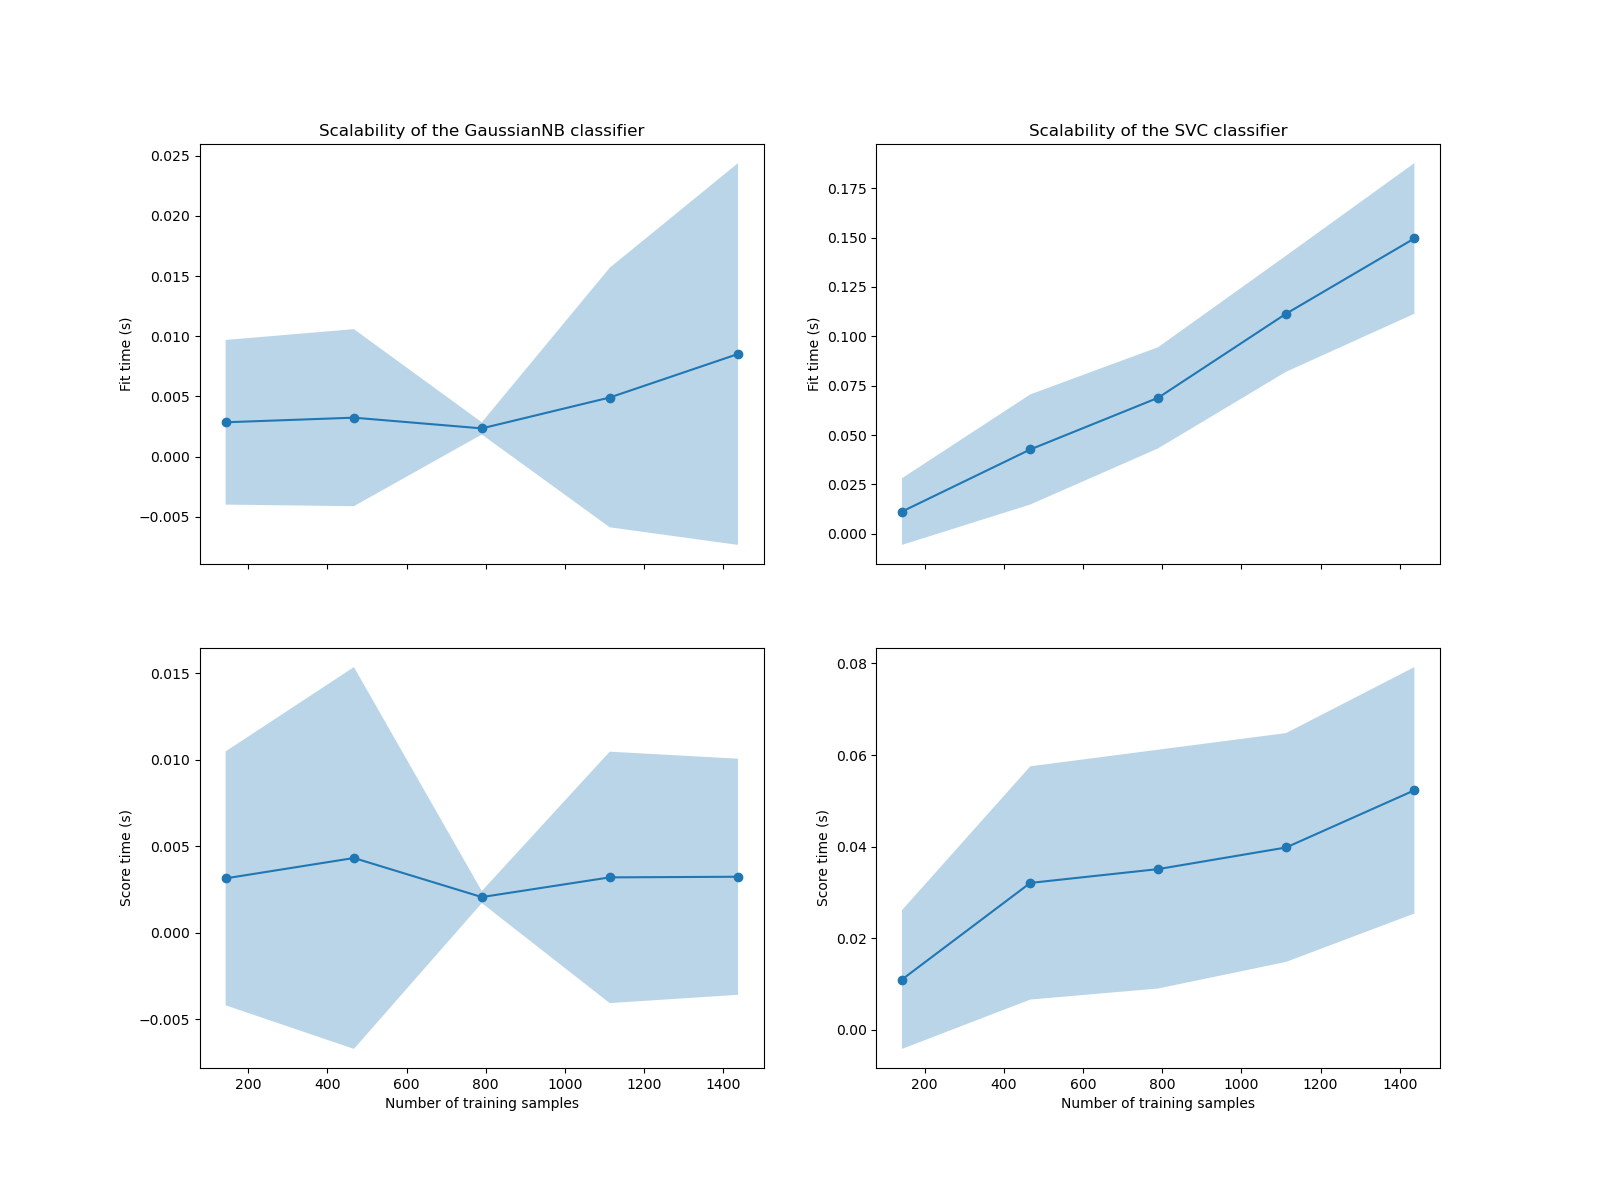 Scalability of the GaussianNB classifier
0.025
0.020
0.015
0.010
0.005
0.000
−0.005
Fit time (s)
Scalability of the SVC classifier
0.175
0.150
0.125
0.100
0.075
0.050
0.025
0.000
Fit time (s)
0.015
0.010
0.005
0.000
−0.005
Score time (s)
200 400 600 800 1000 1200 1400
Number of training samples
0.08
0.06
0.04
0.02
0.00
Score time (s)
200 400 600 800 1000 1200 1400
Number of training samples